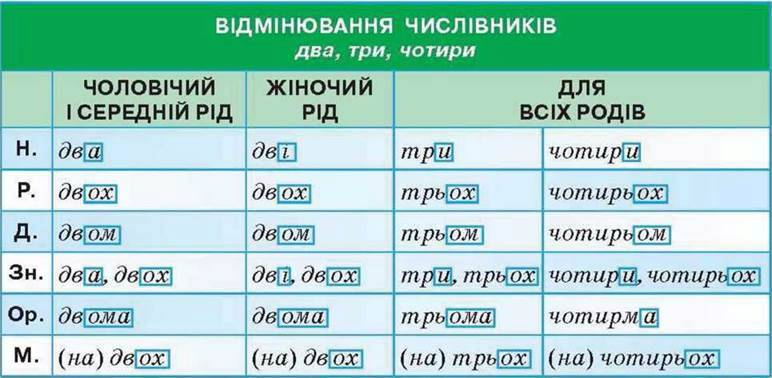 ВІДМІНЮВАННЯ ЧИСЛІВНИКІВ
два, три, чотири
ЧОЛОВІЧИЙ І СЕРЕДНІЙ РІД ЖІНОЧИЙ РІД ДЛЯ ВСІХ РОДІВ
Н. два дві три чотири
Р. двох двох трьох чотирьох
Д. двом двом трьом чотирьом
Зн. два, двох дві, двох три, трьох чотири, чотирьох
Ор. двома двома трьома чотирма
М. (на) двох (на) двох (на) трьох (на) чотирьох